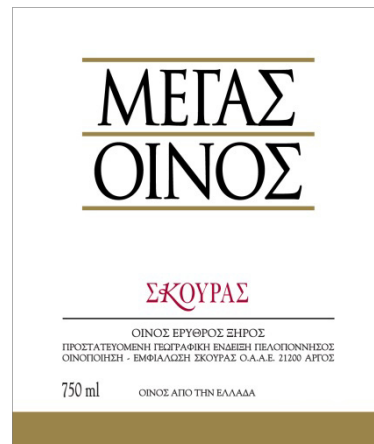 ΜΕΓΑΣ
ΟΙΝΟΣ
ΣΚΟΥΡΑΣ
ΟΙΝΟΣ ΕΡΥΘΡΟΣ ΞΗΡΟΣ
ΠΡΟΣΤΑΤΕΥΟΜΕΝΗ ΓΕΩΓΡΑΦΙΚΗ ΕΝΔΕΙΞΗ ΠΕΛΟΠΟΝΝΗΣΟΣ
ΟΙΝΟΠΟΙΗΣΗ - ΕΜΦΙΑΛΩΣΗ ΣΚΟΥΡΑΣ Ο.Α.Α.Ε. 21200 ΑΡΓΟΣ
750 ml ΟΙΝΟΣ ΑΠΟ ΤΗΝ ΕΛΛΑΔΑ